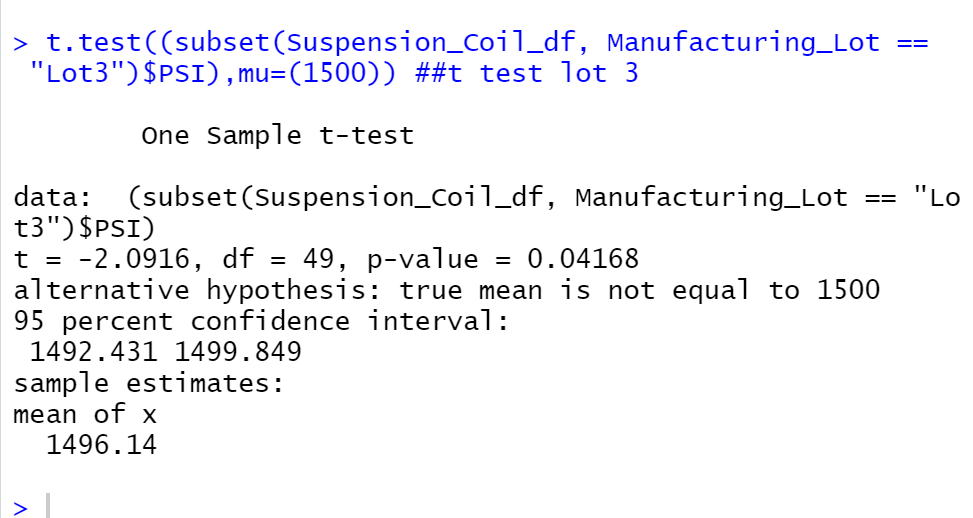 > t.test((subset(Suspension_Coil_df, Manufacturing_Lot ==
"Lot3")$PSI),mu=(1500)) ##t test lot 3
One Sample t-test
data:  (subset(Suspension_Coil_df, Manufacturing_Lot == "Lo
t3")$PSI)
t = -2.0916, df = 49, p-value = 0.04168
alternative hypothesis: true mean is not equal to 1500
95 percent confidence interval:
1492.431 1499.849
sample estimates:
mean of x
1496.14
>